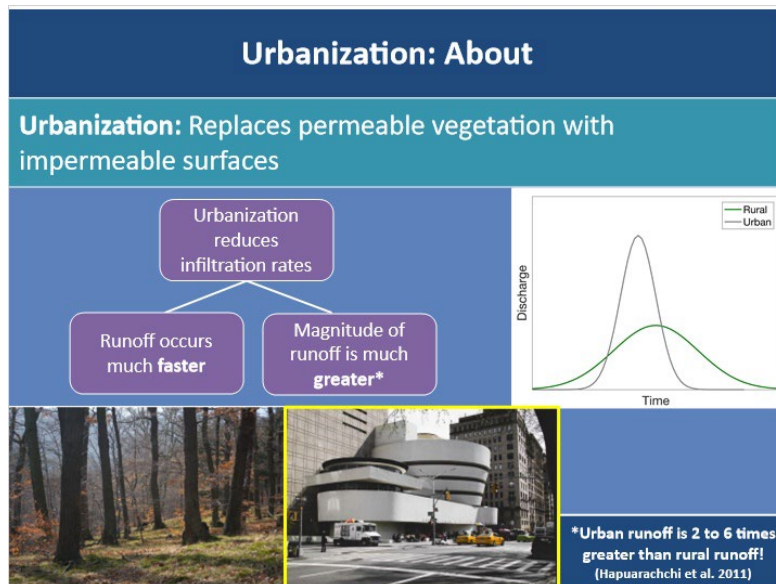 Urbanization: About
Urbanization: Replaces permeable vegetation with
impermeable surfaces
Urbanization
reduces
infiltration rates
Runoff occurs
much faster
Magnitude of
runoff is much
greater*
Rural
Urban
Discharge
Time
*Urban runoff is 2 to 6 times
greater than rural runoff!
(Hapuarachchi et al. 2011)